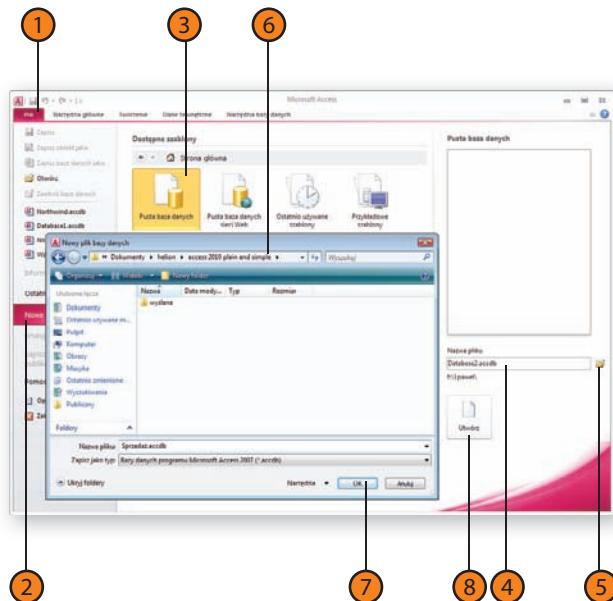 1
3
6
Microsoft Access
Plik Narzędzia główne Tworzenie Dane zewnętrzne Narzędzia bazy danych
Zapisz
Zapisz obiekt jako
Zapisz bazę danych jako
Otwórz
Zamknij bazę danych
Northwind.accdb
Database1.accdb
Nowe
Dostępne szablony
Strona główna
Pusta baza danych
Pusta baza danych sieci Web
Ostatnio używane szablony
Przykładowe szablony
Pusta baza danych
Nazwa pliku
Database2.accdb
Utwórz
Nowy plik bazy danych
Dokumenty helion access 2010 plain and simple
Wyszukaj
Organizuj Widoki Nowy folder
Ulubione łącza
Dokumenty
Ostatnio używane m...
Pulpit
Komputer
Obrazy
Muzyka
Ostatnio zmienione
Wyszukiwania
Publiczny
Foldery
Nazwa Data mody... Typ Rozmiar
wyslane
Nazwa pliku: Sprzedaż.accdb
Zapisz jako typ: Bazy danych programu Microsoft Access 2007 (*.accdb)
Ukryj foldery
Narzędzia OK Anuluj
2
7
8
4
5